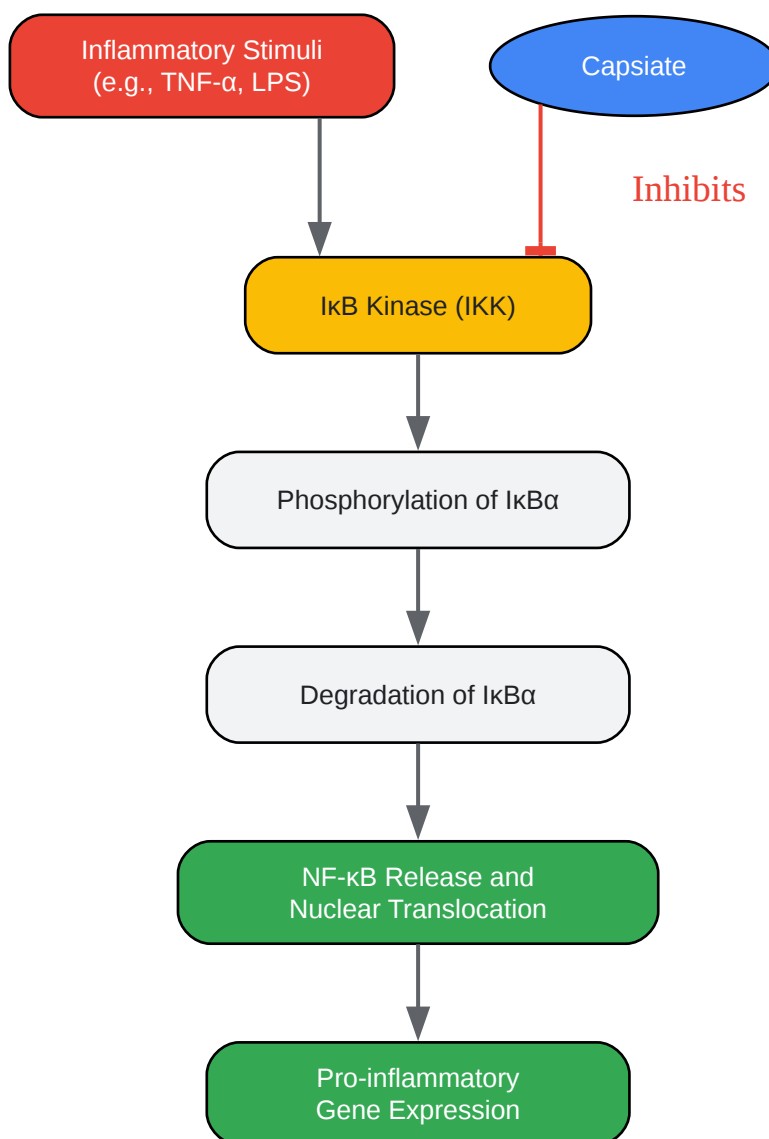 Inflammatory Stimuli
(e.g., TNF-α, LPS)
Capsiate
Inhibits
IκB Kinase (IKK)
Phosphorylation of IκBα
Degradation of IκBα
NF-κB Release and
Nuclear Translocation
Pro-inflammatory
Gene Expression